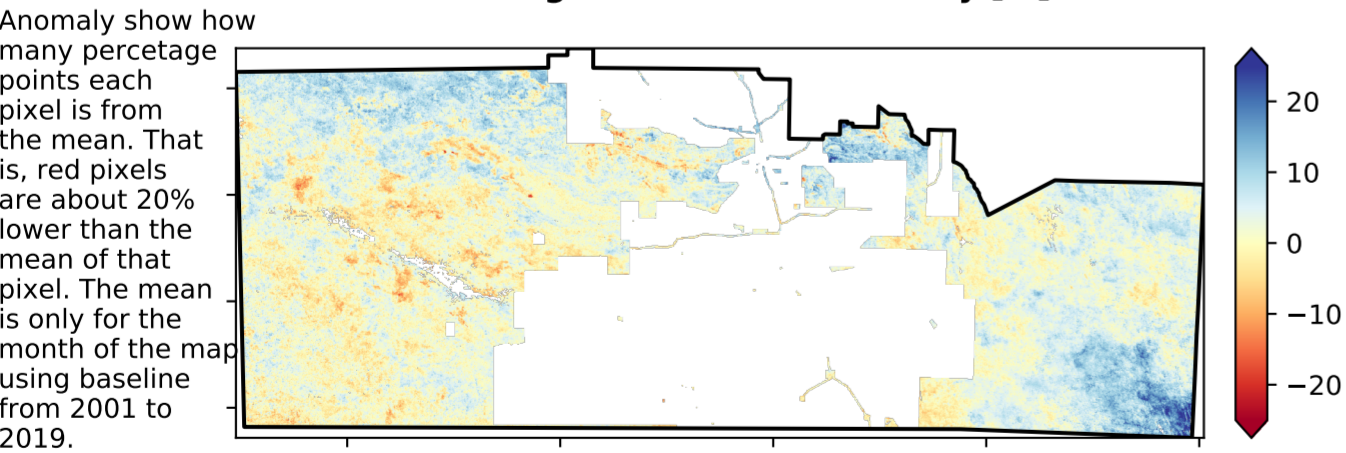 Anomaly show how
many percetage
points each
pixel is from
the mean. That
is, red pixels
are about 20%
lower than the
mean of that
pixel. The mean
is only for the
month of the map
using baseline
from 2001 to
2019.
20
10
0
−10
−20